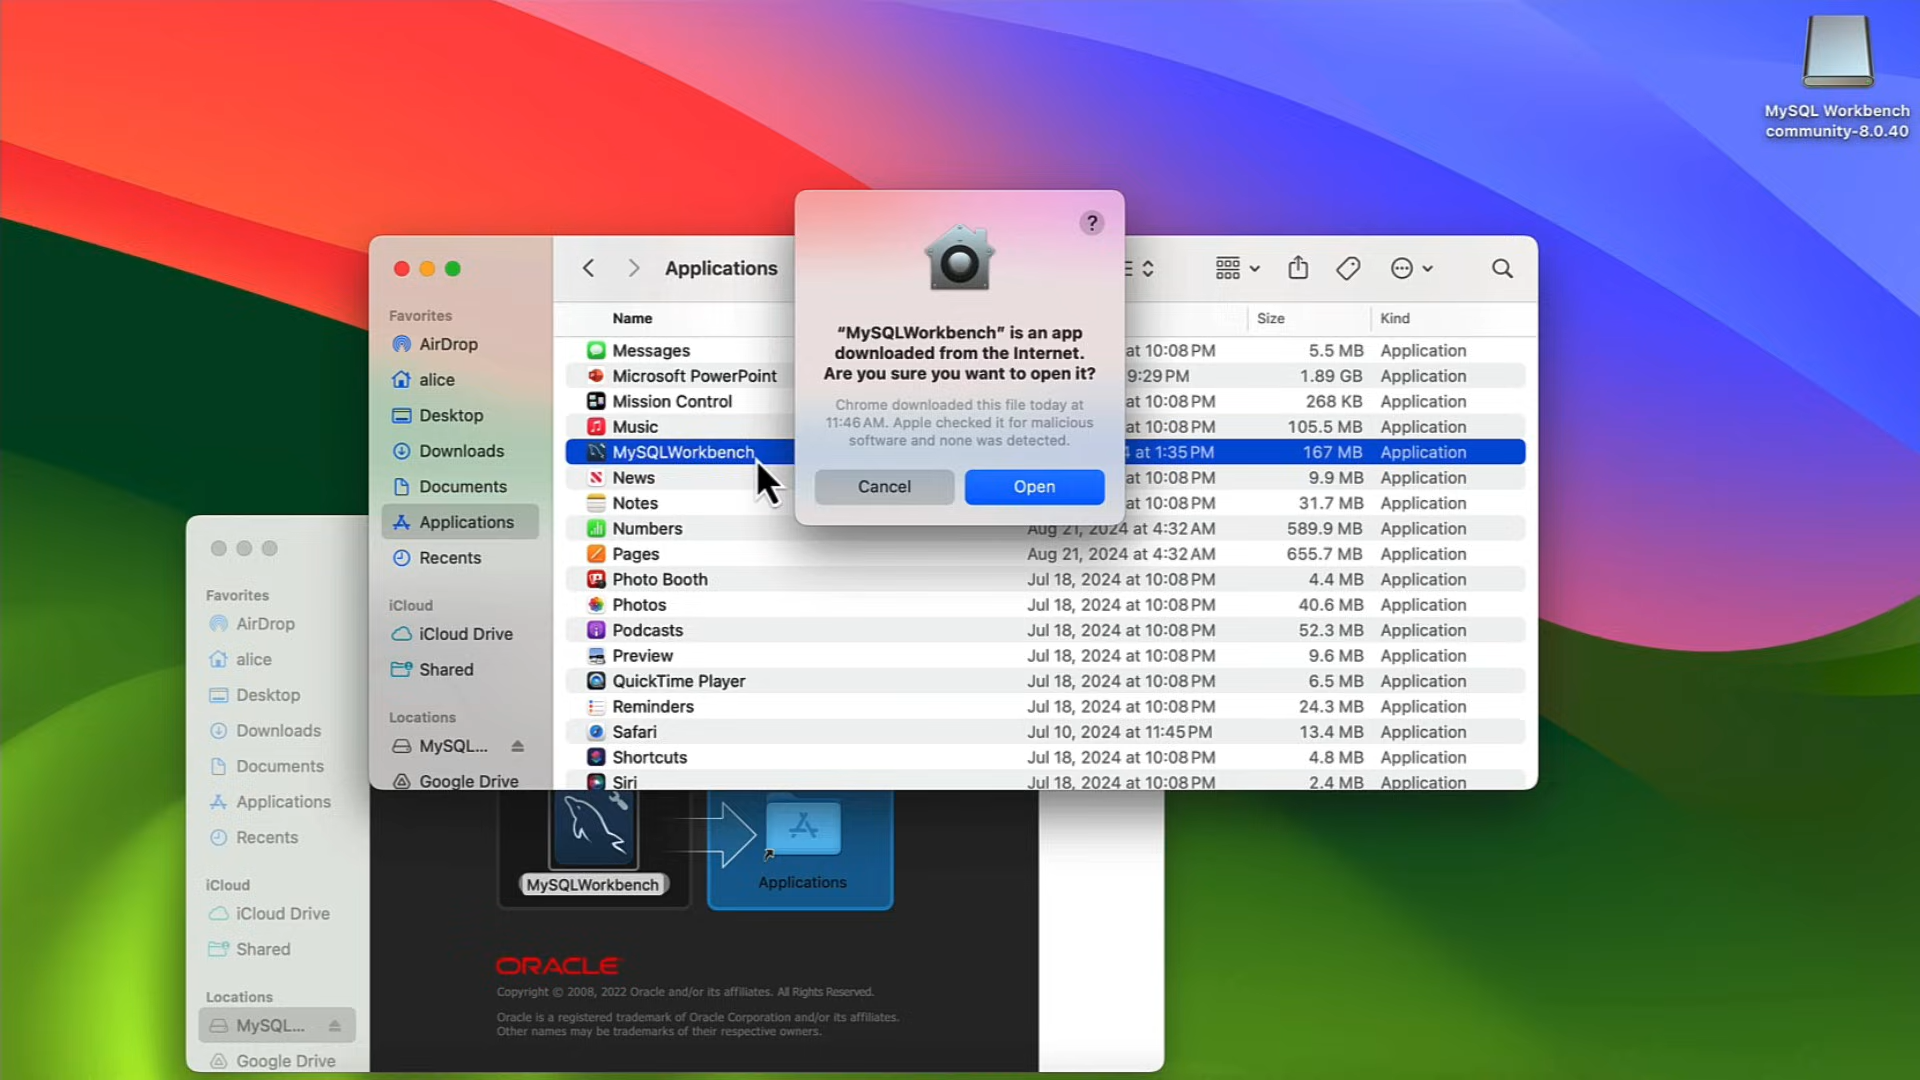 MySQL Workbench
community-8.0.40
?
“MySQLWorkbench” is an app
downloaded from the Internet.
Are you sure you want to open it?
Chrome downloaded this file today at
11:46 AM. Apple checked it for malicious
software and none was detected.
Cancel
Open
Applications
Favorites
AirDrop
alice
Desktop
Downloads
Documents
Applications
Recents
iCloud
iCloud Drive
Shared
Locations
MySQL...
Google Drive
Name Size Kind
Messages at 10:08 PM 5.5 MB Application
Microsoft PowerPoint 9:29 PM 1.89 GB Application
Mission Control at 10:08 PM 268 KB Application
Music at 10:08 PM 105.5 MB Application
MySQLWorkbench at 1:35 PM 167 MB Application
News at 10:08 PM 9.9 MB Application
Notes at 10:08 PM 31.7 MB Application
Numbers Aug 21, 2024 at 4:32 AM 589.9 MB Application
Pages Aug 21, 2024 at 4:32 AM 655.7 MB Application
Photo Booth Jul 18, 2024 at 10:08 PM 4.4 MB Application
Photos Jul 18, 2024 at 10:08 PM 40.6 MB Application
Podcasts Jul 18, 2024 at 10:08 PM 52.3 MB Application
Preview Jul 18, 2024 at 10:08 PM 9.6 MB Application
QuickTime Player Jul 18, 2024 at 10:08 PM 6.5 MB Application
Reminders Jul 18, 2024 at 10:08 PM 24.3 MB Application
Safari Jul 10, 2024 at 11:45 PM 13.4 MB Application
Shortcuts Jul 18, 2024 at 10:08 PM 4.8 MB Application
Siri Jul 18, 2024 at 10:08 PM 2.4 MB Application
Favorites
AirDrop
alice
Desktop
Downloads
Documents
Applications
Recents
iCloud
iCloud Drive
Shared
Locations
MySQL...
Google Drive
MySQLWorkbench
Applications
ORACLE
Copyright © 2008, 2022 Oracle and/or its affiliates. All Rights Reserved.
Oracle is a registered trademark of Oracle Corporation and/or its affiliates.
Other names may be trademarks of their respective owners.